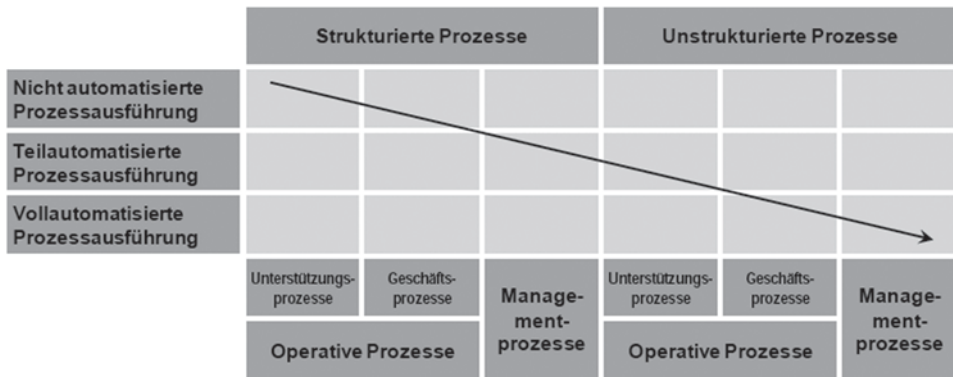 Strukturierte Prozesse
Unstrukturierte Prozesse
Nicht automatisierte
Prozessausführung
Teilautomatisierte
Prozessausführung
Vollautomatisierte
Prozessausführung
Unterstützungs-
prozesse
Geschäfts-
prozesse
Manage-
ment-
prozesse
Unterstützungs-
prozesse
Geschäfts-
prozesse
Manage-
ment-
prozesse
Operative Prozesse
Operative Prozesse